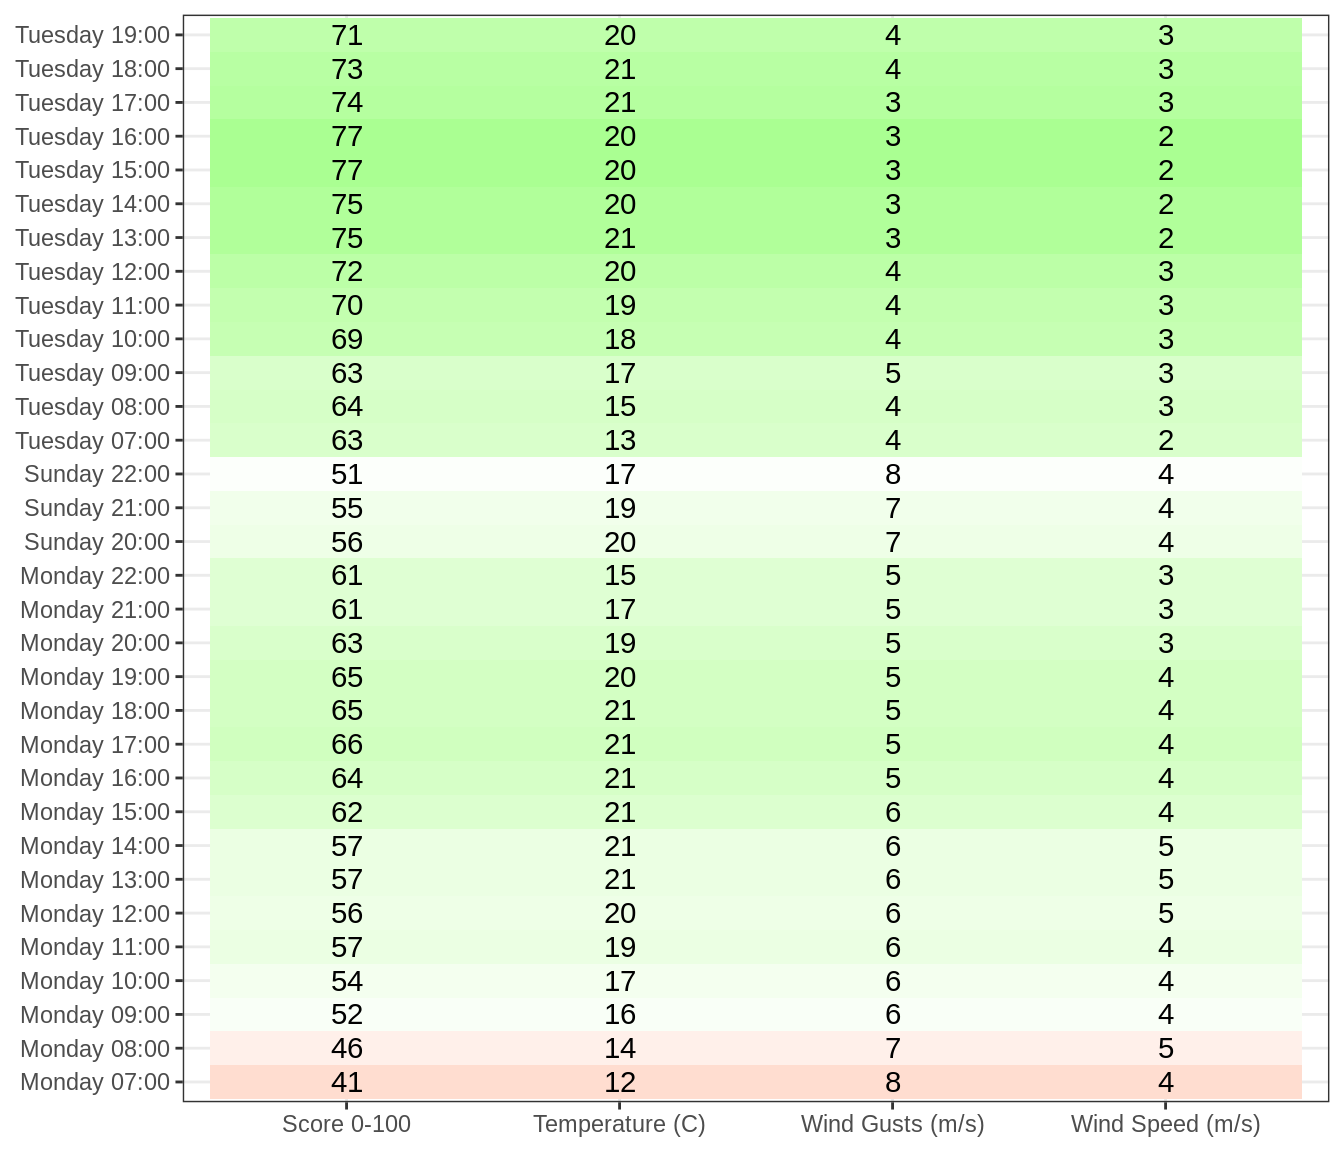 Tuesday 19:00 71 20 4 3
Tuesday 18:00 73 21 4 3
Tuesday 17:00 74 21 3 3
Tuesday 16:00 77 20 3 2
Tuesday 15:00 77 20 3 2
Tuesday 14:00 75 20 3 2
Tuesday 13:00 75 21 3 2
Tuesday 12:00 72 20 4 3
Tuesday 11:00 70 19 4 3
Tuesday 10:00 69 18 4 3
Tuesday 09:00 63 17 5 3
Tuesday 08:00 64 15 4 3
Tuesday 07:00 63 13 4 2
Sunday 22:00 51 17 8 4
Sunday 21:00 55 19 7 4
Sunday 20:00 56 20 7 4
Monday 22:00 61 15 5 3
Monday 21:00 61 17 5 3
Monday 20:00 63 19 5 3
Monday 19:00 65 20 5 4
Monday 18:00 65 21 5 4
Monday 17:00 66 21 5 4
Monday 16:00 64 21 5 4
Monday 15:00 62 21 6 4
Monday 14:00 57 21 6 5
Monday 13:00 57 21 6 5
Monday 12:00 56 20 6 5
Monday 11:00 57 19 6 4
Monday 10:00 54 17 6 4
Monday 09:00 52 16 6 4
Monday 08:00 46 14 7 5
Monday 07:00 41 12 8 4
Score 0-100 Temperature (C) Wind Gusts (m/s) Wind Speed (m/s)